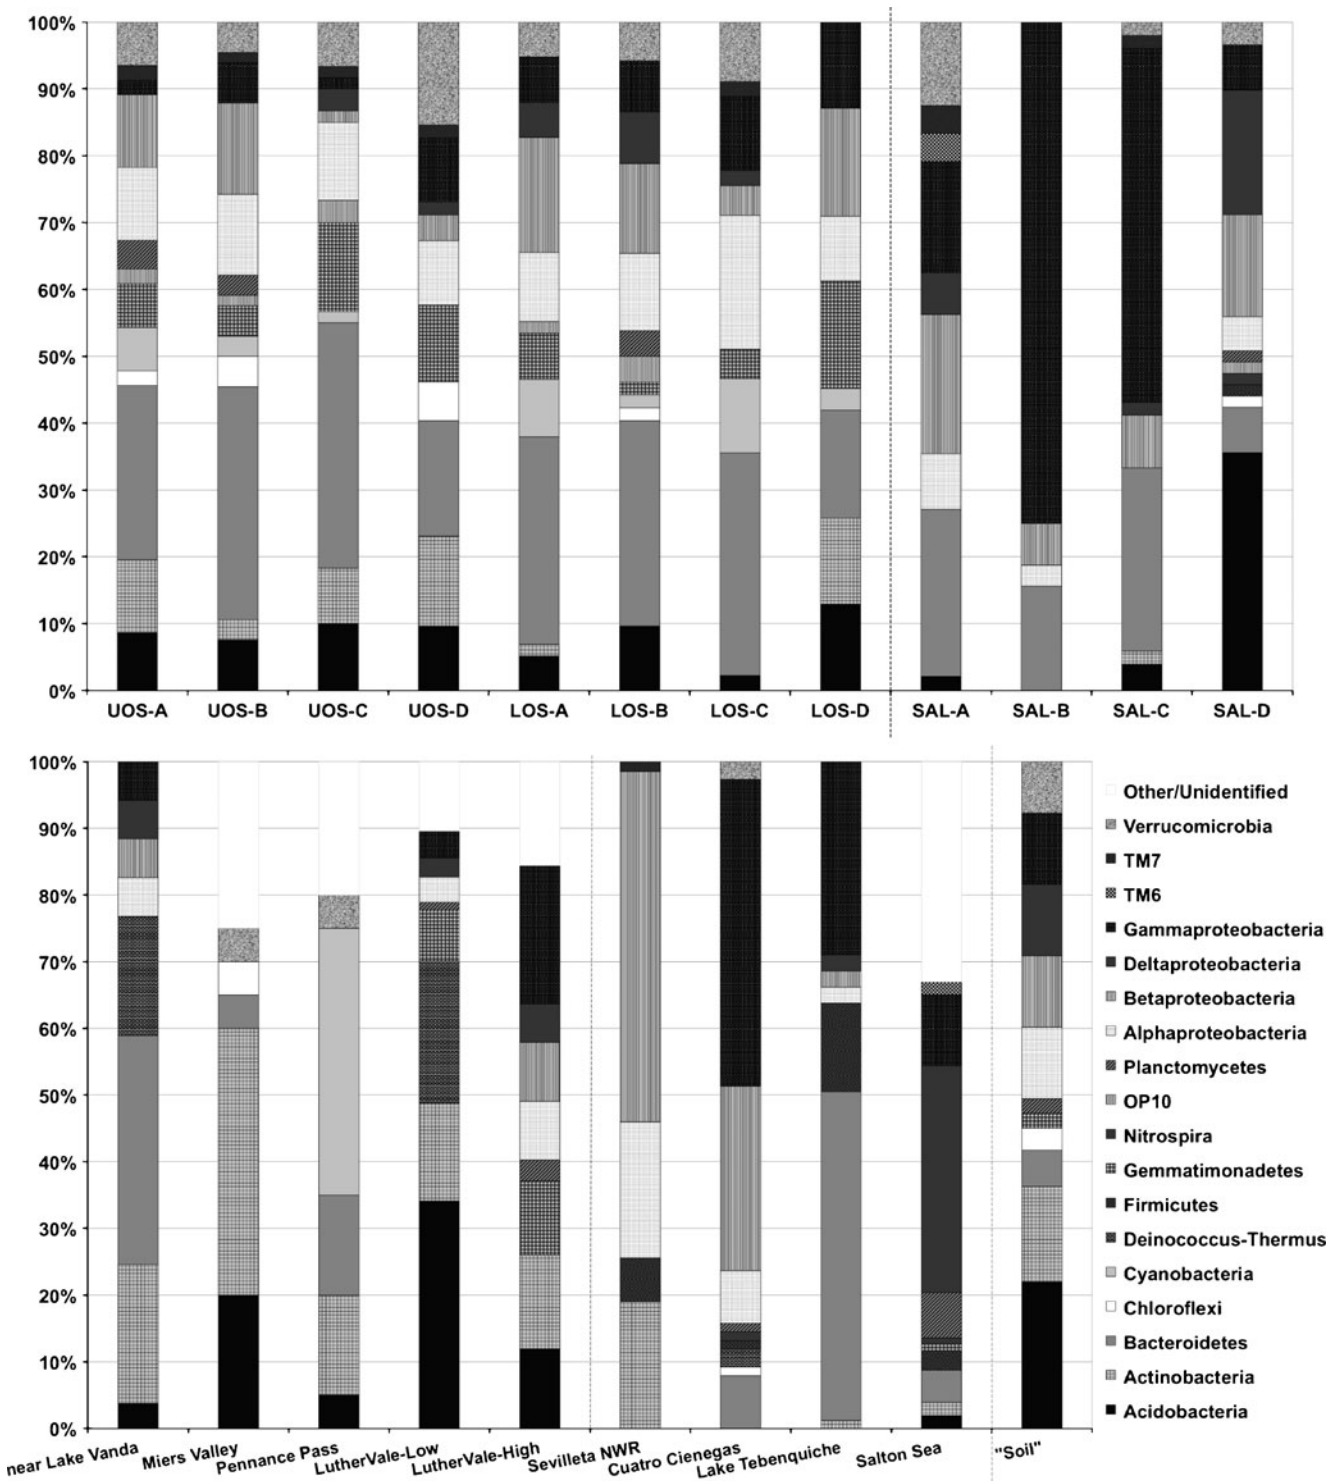 100%
90%
80%
70%
60%
50%
40%
30%
20%
10%
0%
UOS-A UOS-B UOS-C UOS-D LOS-A LOS-B LOS-C LOS-D SAL-A SAL-B SAL-C SAL-D
100%
90%
80%
70%
60%
50%
40%
30%
20%
10%
0%
near Lake Vanda
Miers Valley
Pennance Pass
LutherVale-Low
LutherVale-High
Sevilleta NWR
Cuatro Cienegas
Lake Tebenquiche
Salton Sea
"Soil"
Other/Unidentified
Verrucomicrobia
TM7
TM6
Gammaproteobacteria
Deltaproteobacteria
Betaproteobacteria
Alphaproteobacteria
Planctomycetes
OP10
Nitrospira
Gemmatimonadetes
Firmicutes
Deinococcus-Thermus
Cyanobacteria
Chloroflexi
Bacteroidetes
Actinobacteria
Acidobacteria